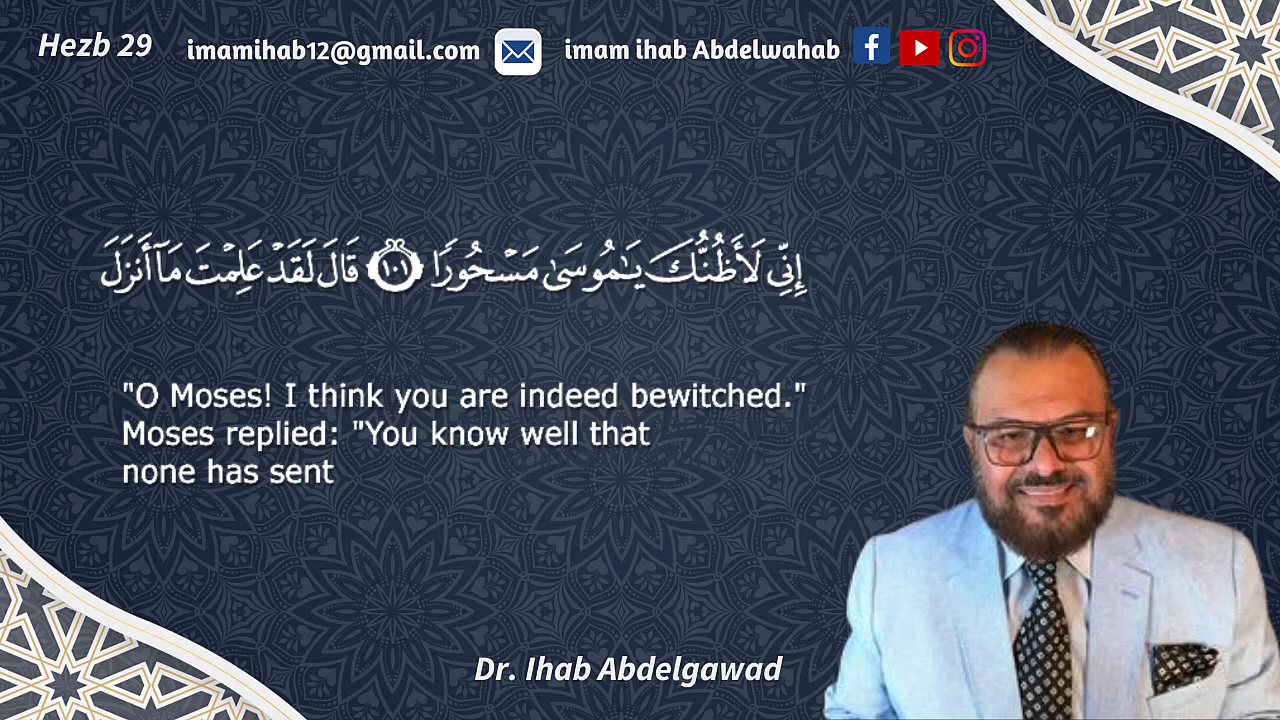 Hezb 29
imamihab12@gmail.com
imam ihab Abdelwahab
إِنِّي لَأَظُنُّكَ يَٰمُوسَىٰ مَسْحُورًا ١٠١ قَالَ لَقَدْ عَلِمْتَ مَآ أَنزَلَ
"O Moses! I think you are indeed bewitched."
Moses replied: "You know well that
none has sent
Dr. Ihab Abdelgawad